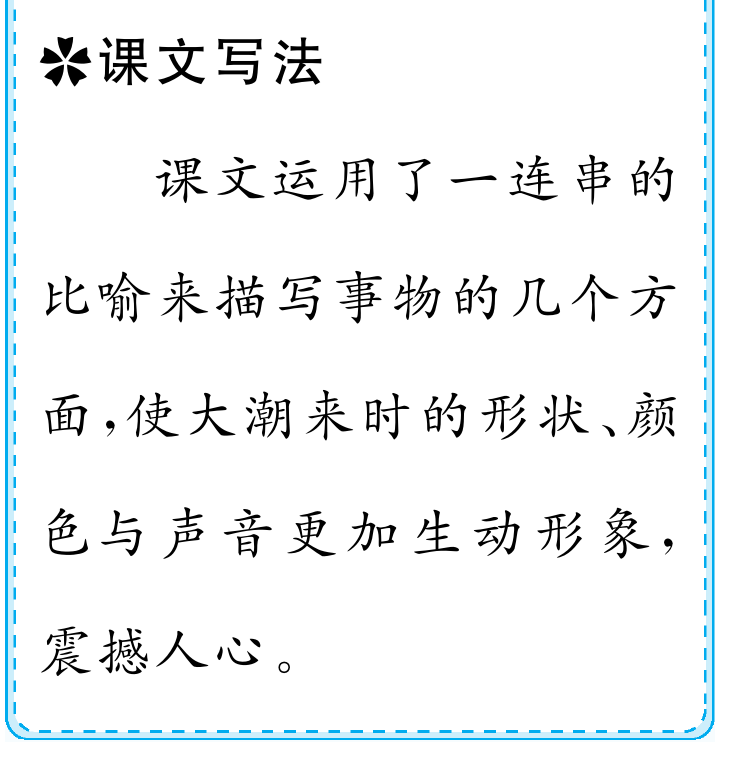 课文写法
课文运用了一连串的
比喻来描写事物的几个方
面,使大潮来时的形状、颜
色与声音更加生动形象,
震撼人心。